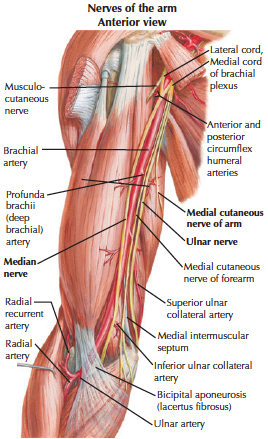 Nerves of the arm
Anterior view
Musculo-
cutaneous
nerve
Brachial
artery
Profunda
brachii
(deep
brachial)
artery
Median
nerve
Radial
recurrent
artery
Radial
artery
Lateral cord,
Medial cord
of brachial
plexus
Anterior and
posterior
circumflex
humeral
arteries
Medial cutaneous
nerve of arm
Ulnar nerve
Medial cutaneous
nerve of forearm
Superior ulnar
collateral artery
Medial intermuscular
septum
Inferior ulnar collateral
artery
Bicipital aponeurosis
(lacertus fibrosus)
Ulnar artery